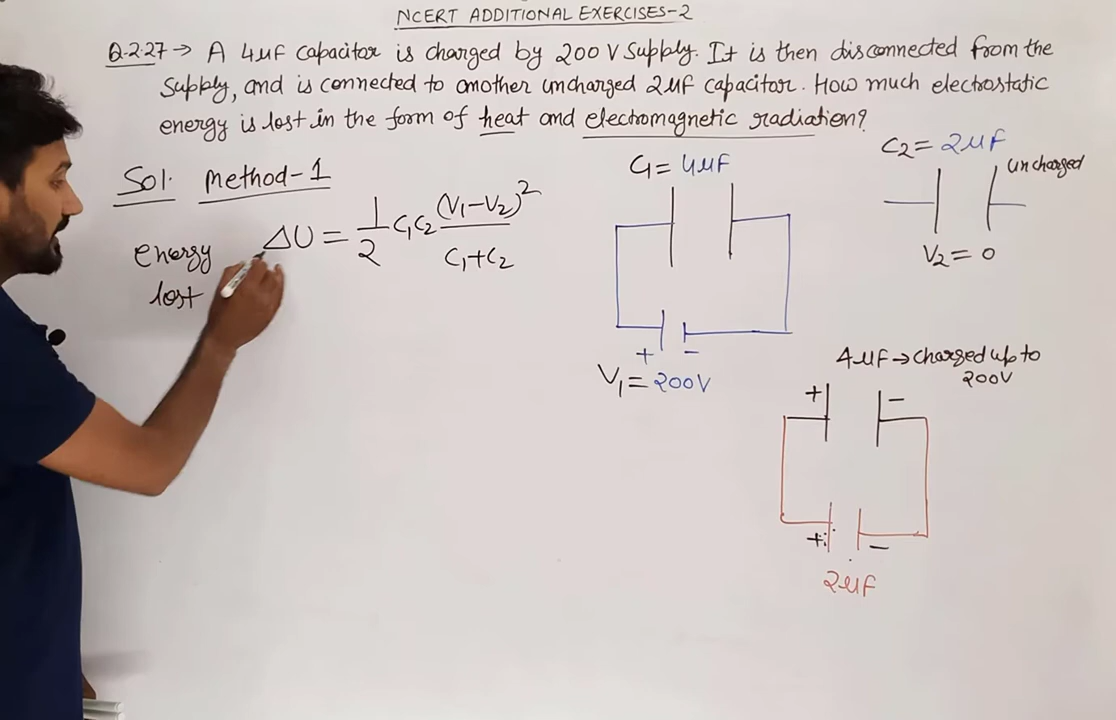 NCERT ADDITIONAL EXERCISES-2
Q.2.27 → A 4μF capacitor is charged by 200 V supply. It is then disconnected from the
supply, and is connected to another uncharged 2μF capacitor. How much electrostatic
energy is lost in the form of heat and electromagnetic radiation?
Sol. Method-1
energy lost ΔU = 1/2 C₁C₂ (V₁-V₂)²/C₁+C₂
C₁= 4μF
+ -
V₁= 200V
C₂= 2μF
uncharged
V₂= 0
4μF→charged up to
200V
+ -
+ -
2μF